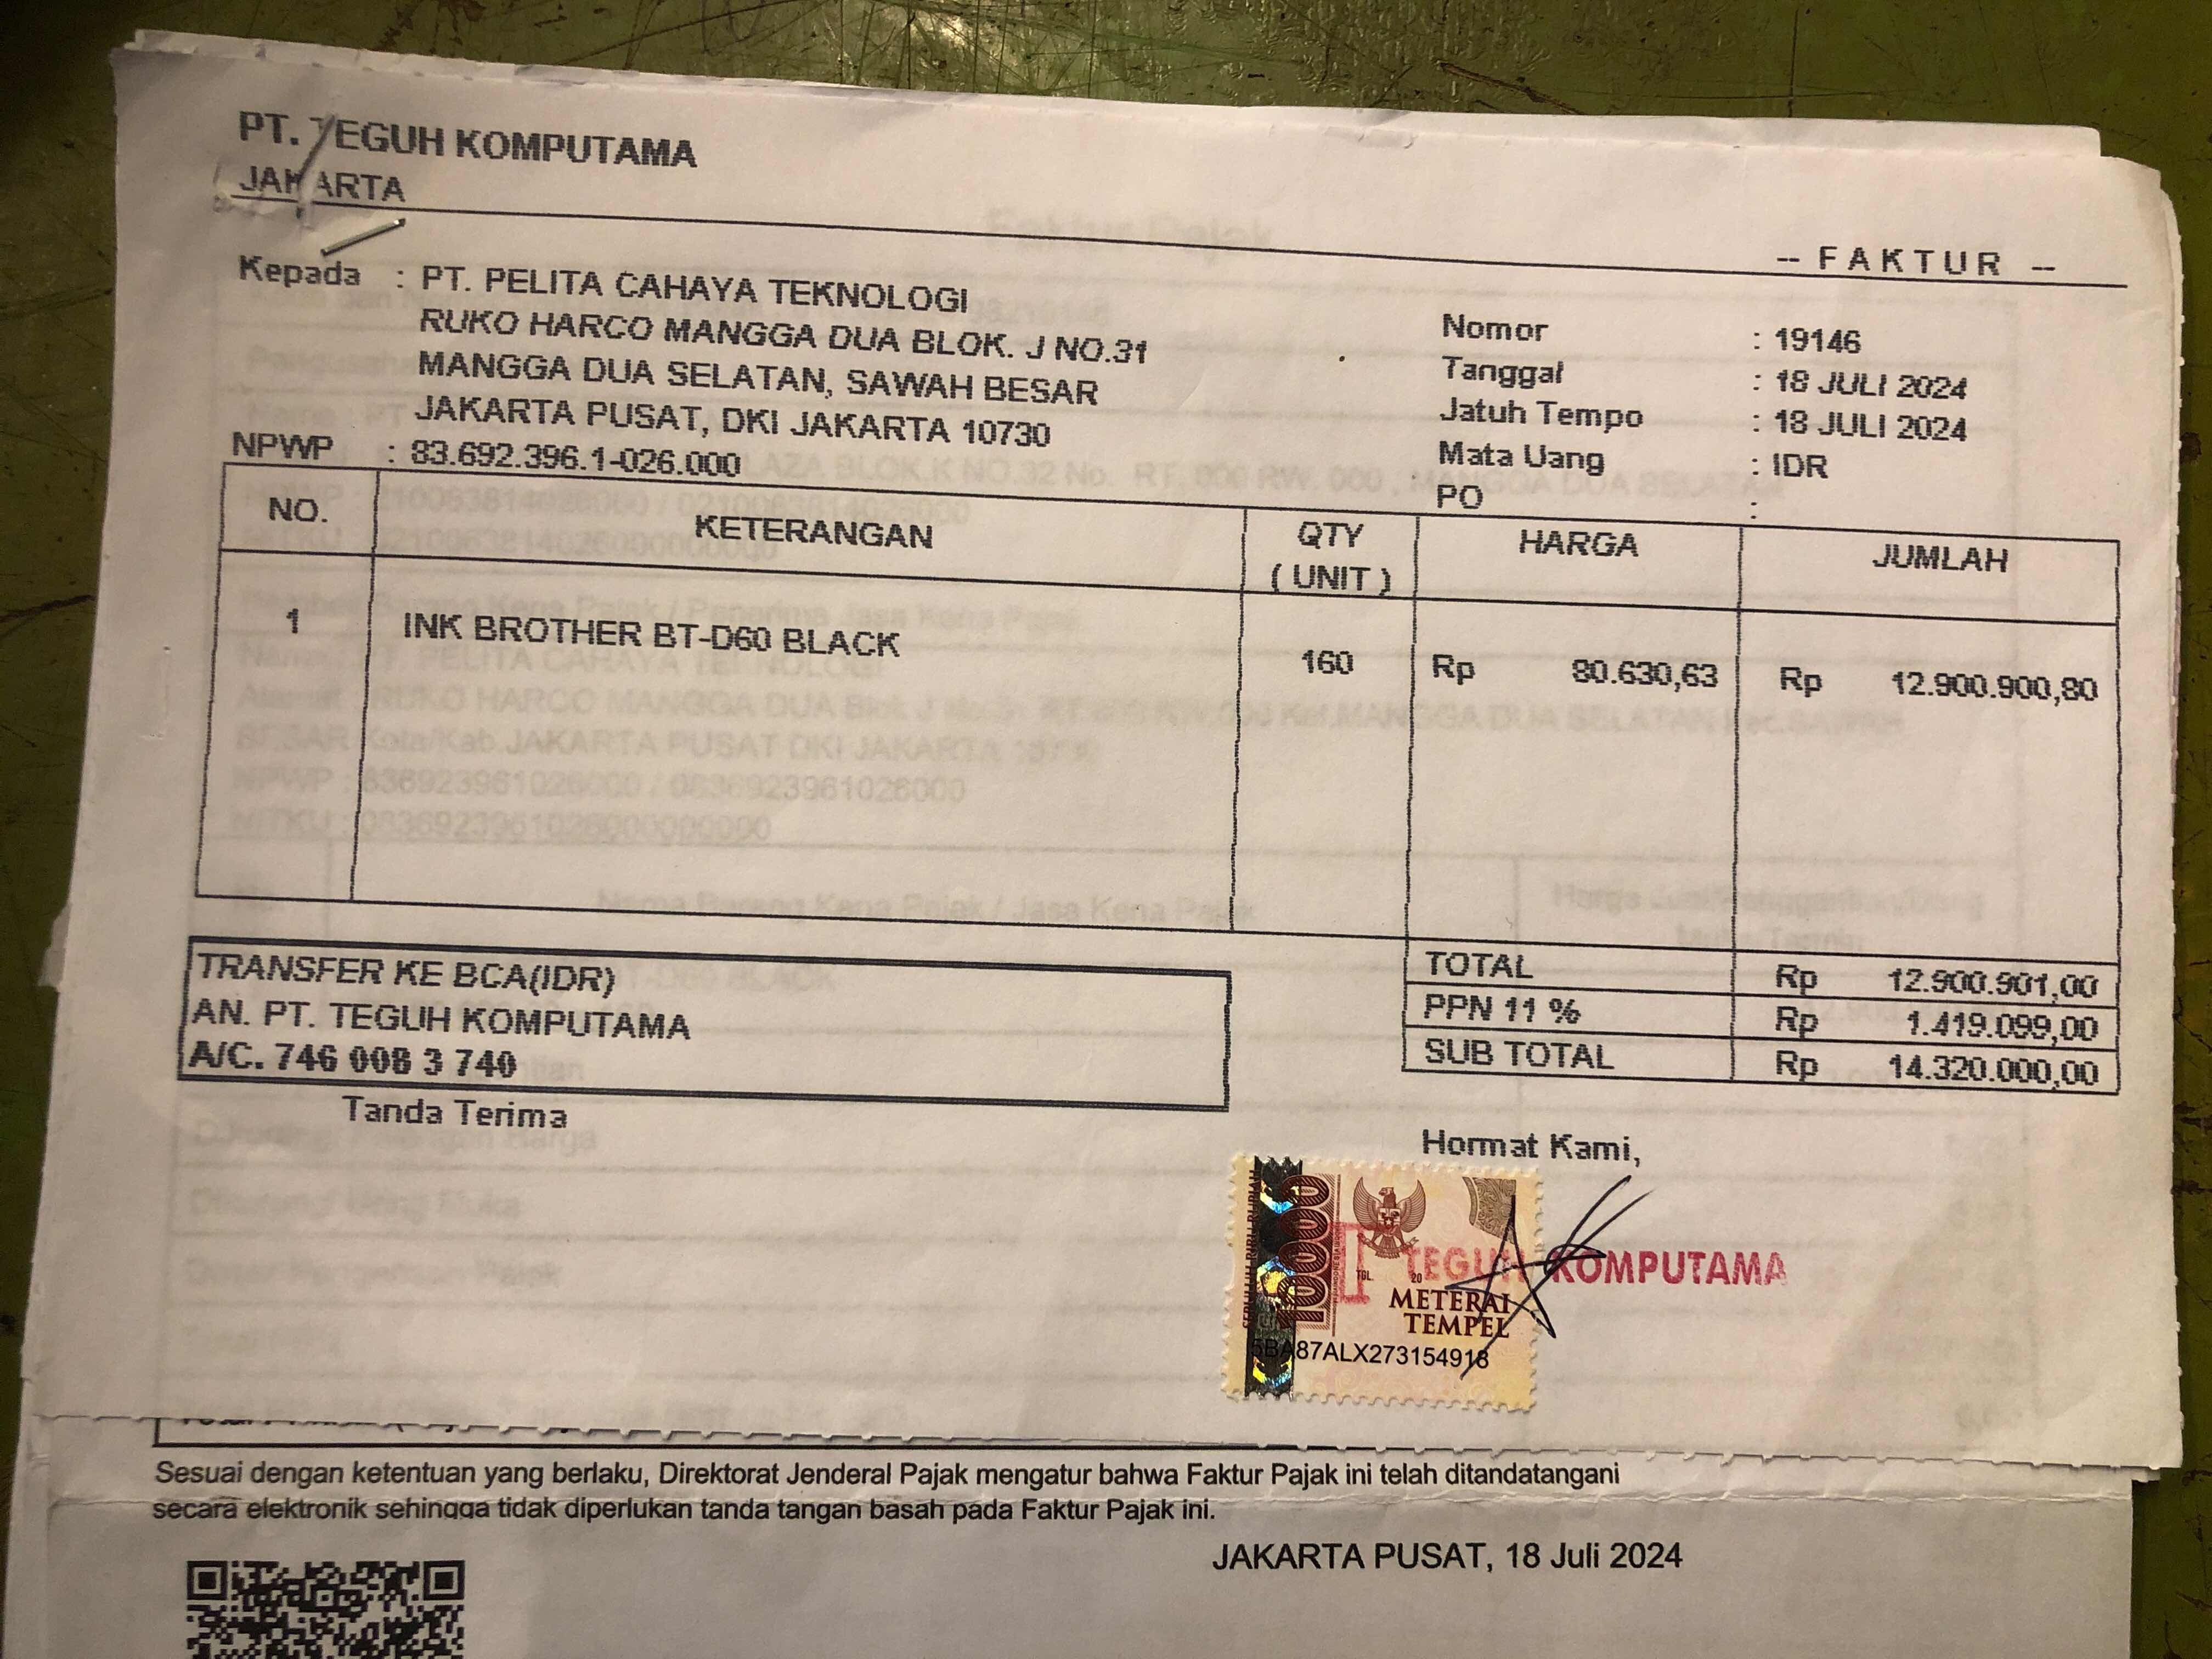 PT. TEGUH KOMPUTAMA
JAKARTA
-- F A K T U R --
Kepada : PT. PELITA CAHAYA TEKNOLOGI
RUKO HARCO MANGGA DUA BLOK. J NO.31
MANGGA DUA SELATAN, SAWAH BESAR
JAKARTA PUSAT, DKI JAKARTA 10730
NPWP : 83.692.396.1-026.000
Nomor : 19146
Tanggal : 18 JULI 2024
Jatuh Tempo : 18 JULI 2024
Mata Uang : IDR
PO :
NO. KETERANGAN QTY ( UNIT ) HARGA JUMLAH
1 INK BROTHER BT-D60 BLACK 160 Rp 80.630,63 Rp 12.900.900,80
TOTAL Rp 12.900.901,00
PPN 11 % Rp 1.419.099,00
SUB TOTAL Rp 14.320.000,00
TRANSFER KE BCA(IDR)
AN. PT. TEGUH KOMPUTAMA
A/C. 746 008 3 740
Tanda Terima
Hormat Kami,
10000
TEGUH KOMPUTAMA
TGL. 20
METERAI
TEMPEL
5BA87ALX273154918
Sesuai dengan ketentuan yang berlaku, Direktorat Jenderal Pajak mengatur bahwa Faktur Pajak ini telah ditandatangani
secara elektronik sehingga tidak diperlukan tanda tangan basah pada Faktur Pajak ini.
JAKARTA PUSAT, 18 Juli 2024